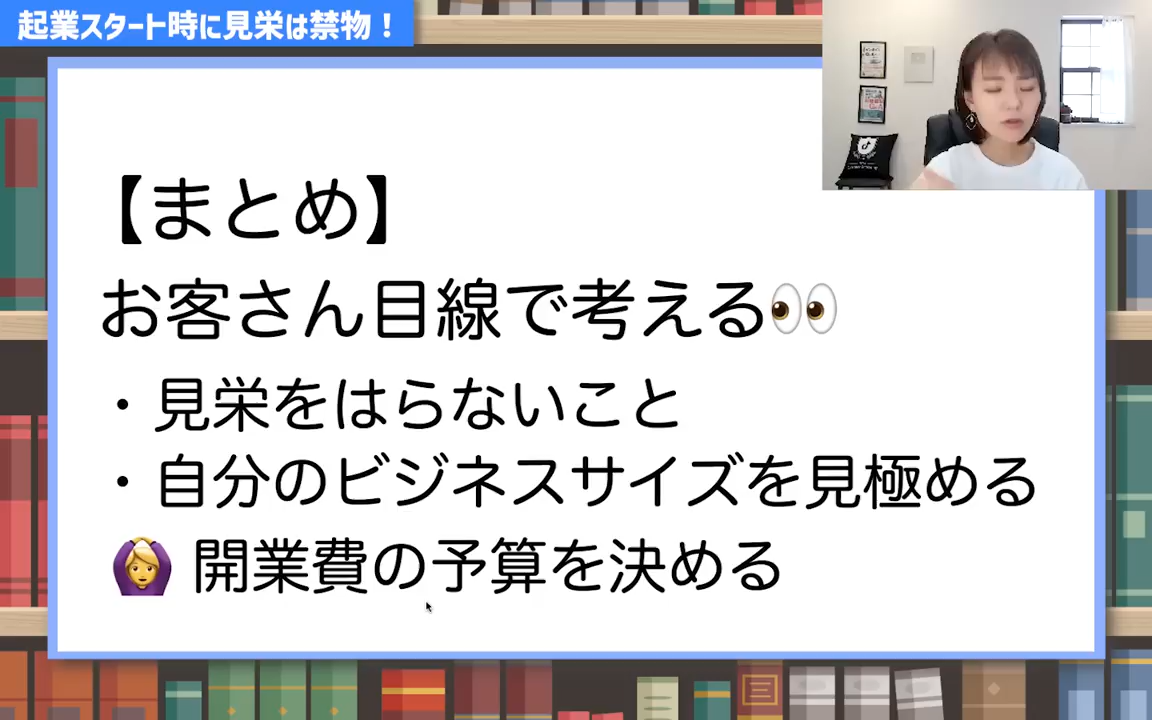 起業スタート時に見栄は禁物！
【まとめ】
お客さん目線で考える👀
・見栄をはらないこと
・自分のビジネスサイズを見極める
🙆‍♀️ 開業費の予算を決める